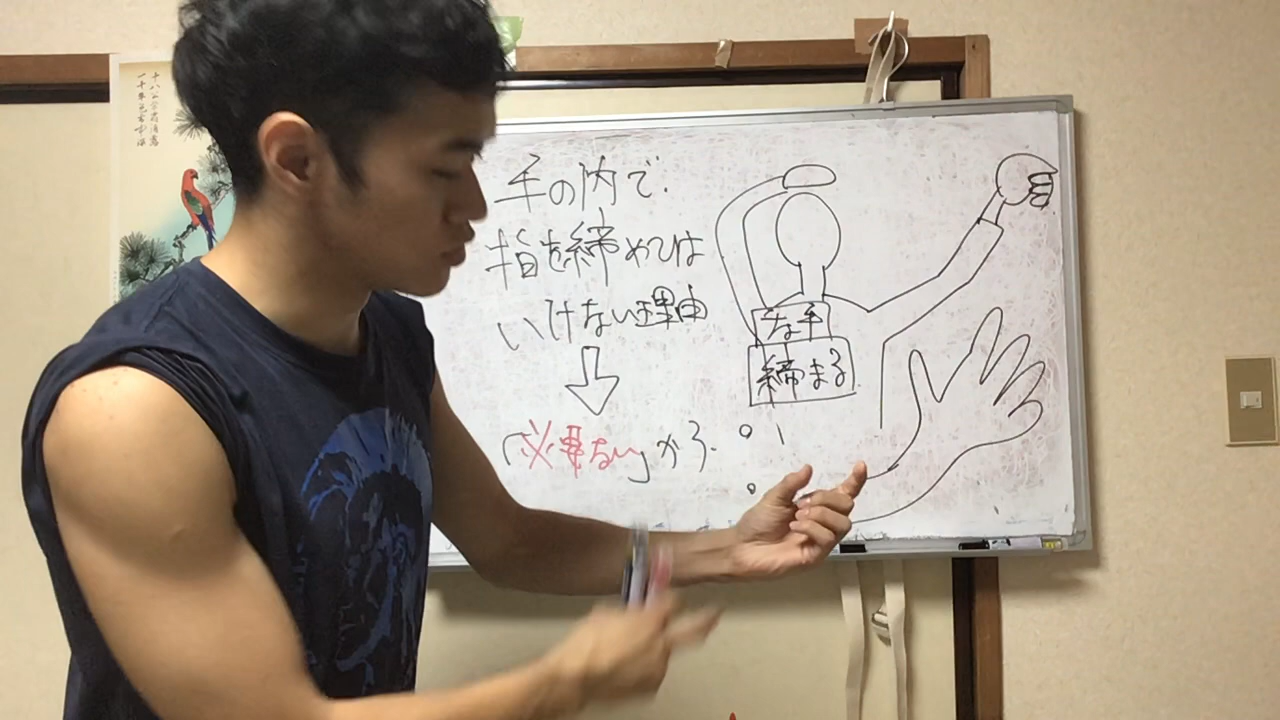 手の内で.
指を締めては
いけない理由
「必要ない」から.
左手
締まる